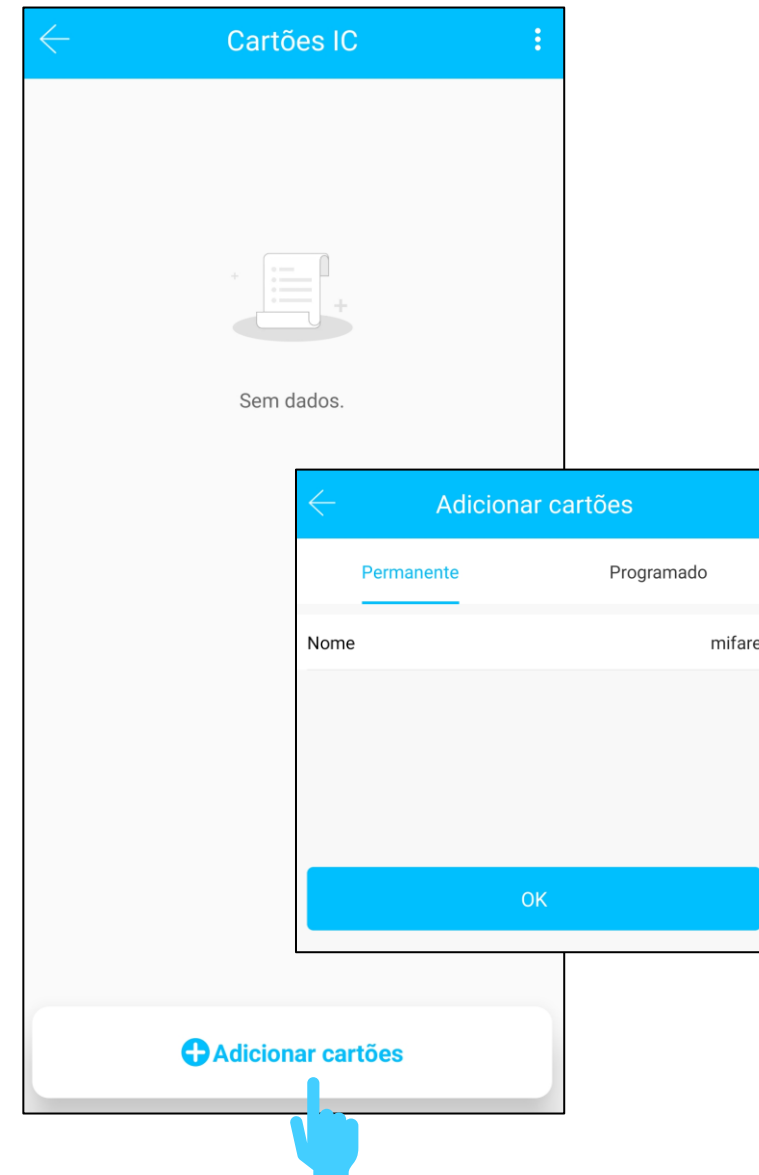 Cartões IC
Sem dados.
Adicionar cartões
Permanente Programado
Nome mifare
OK
Adicionar cartões